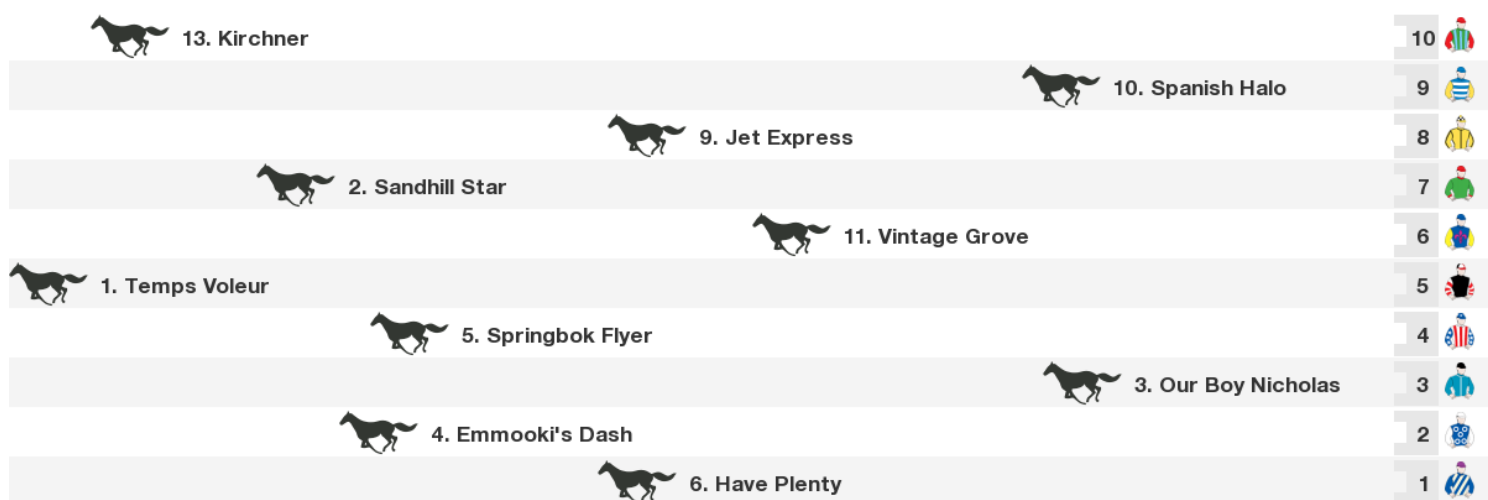 13. Kirchner 10
10. Spanish Halo 9
9. Jet Express 8
2. Sandhill Star 7
11. Vintage Grove 6
1. Temps Voleur 5
5. Springbok Flyer 4
3. Our Boy Nicholas 3
4. Emmooki's Dash 2
6. Have Plenty 1